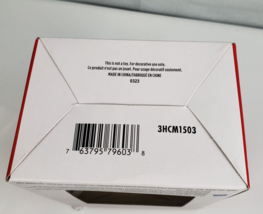 This is not a toy. For decorative use only.
Ce produit n'est pas un jouet. Pour usage décoratif seulement.
MADE IN CHINA/FABRIQUÉ EN CHINE
0323
3HCM1503
7 63795 79603 8